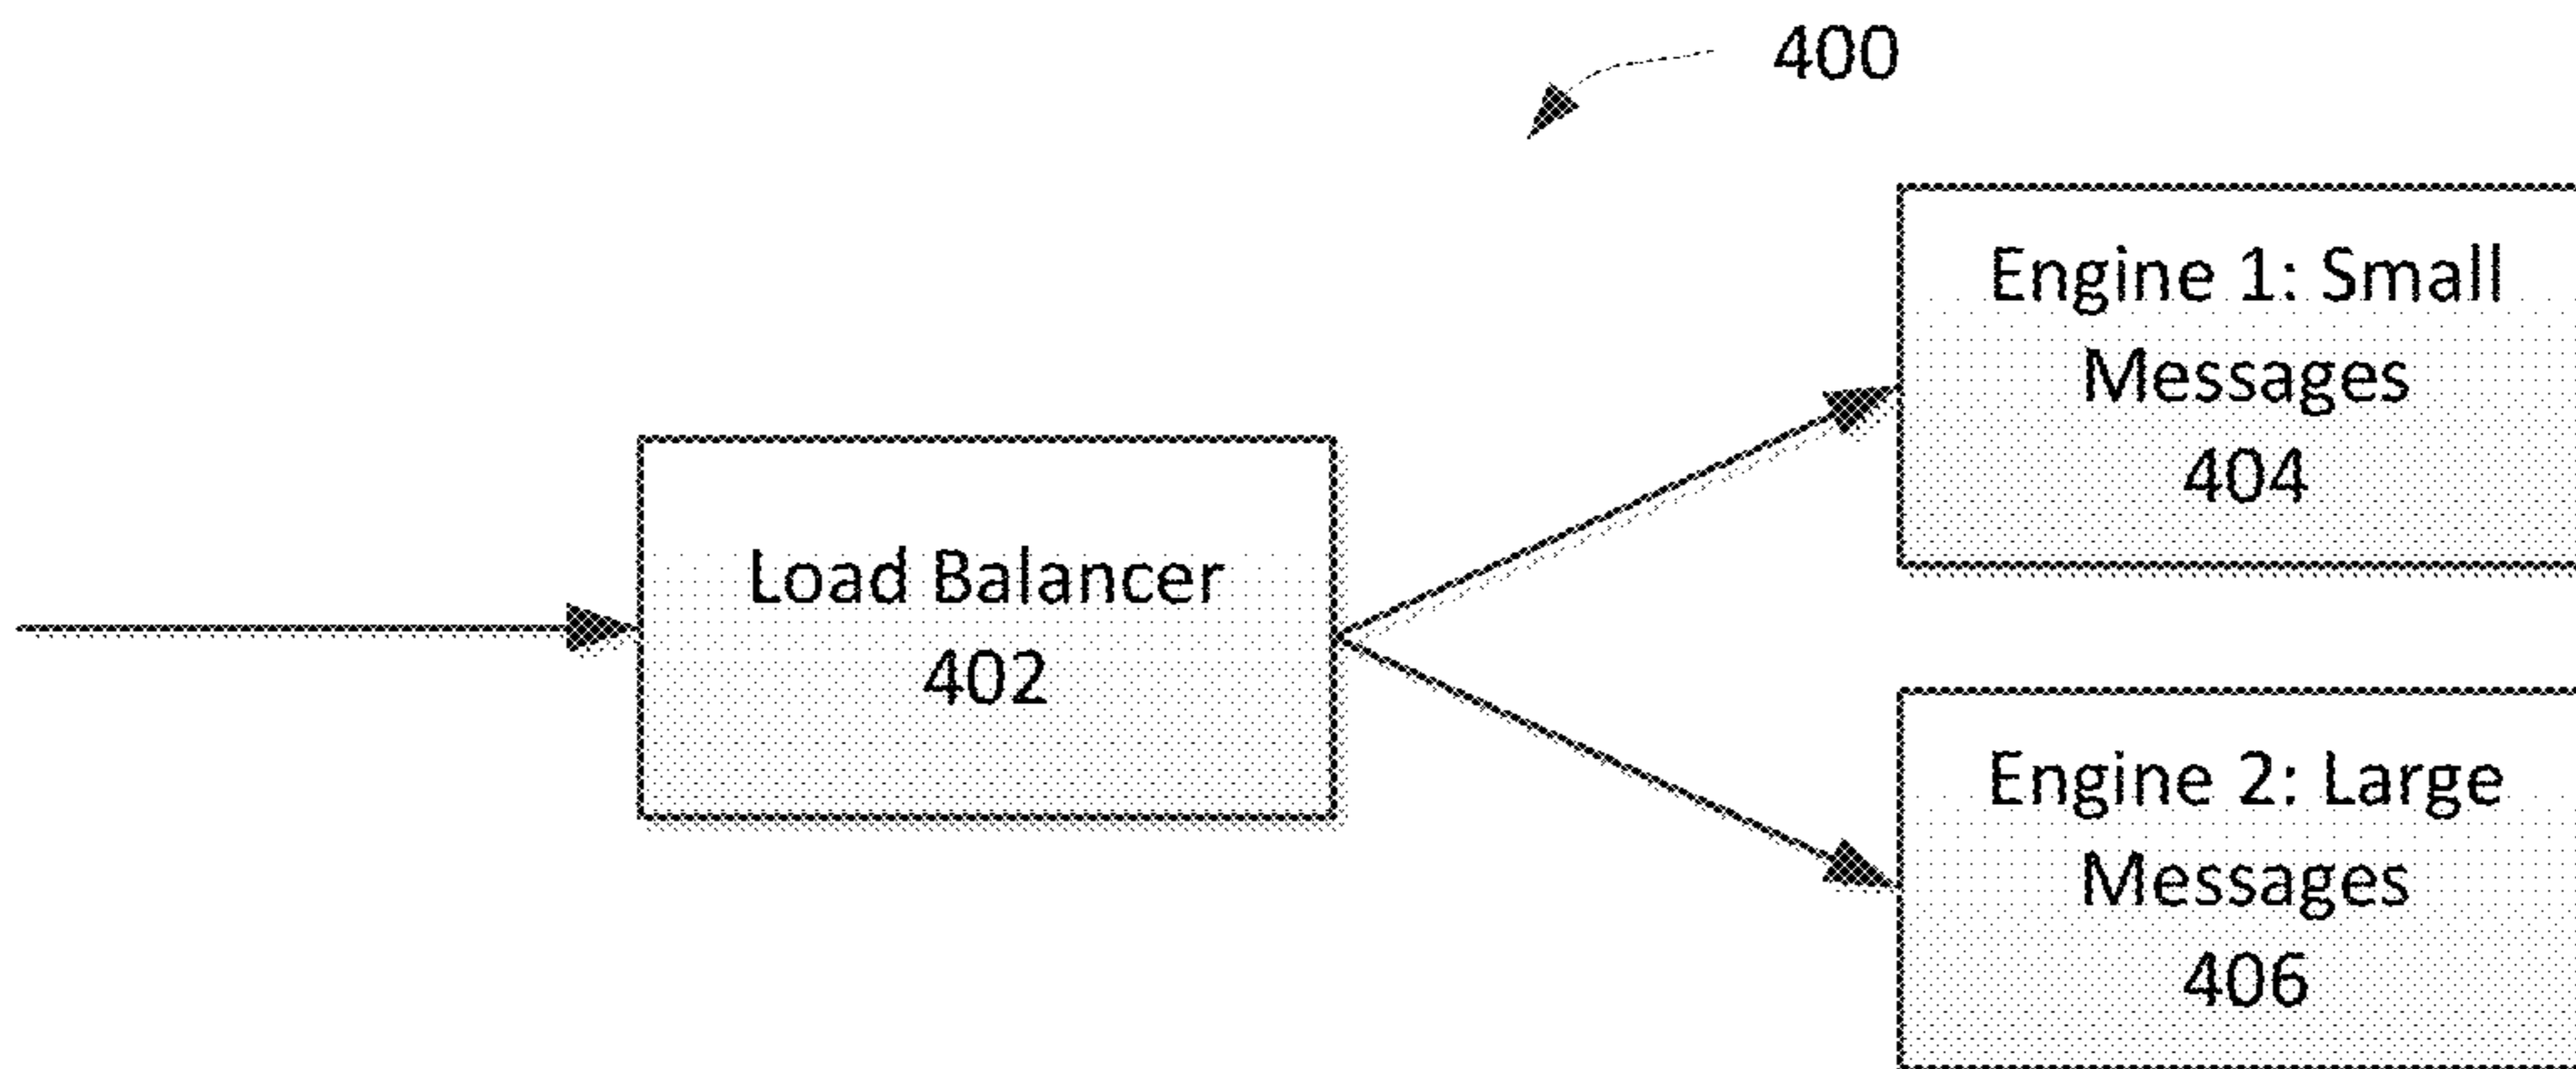 400
Engine 1: Small
Messages
404
Load Balancer
402
Engine 2: Large
Messages
406